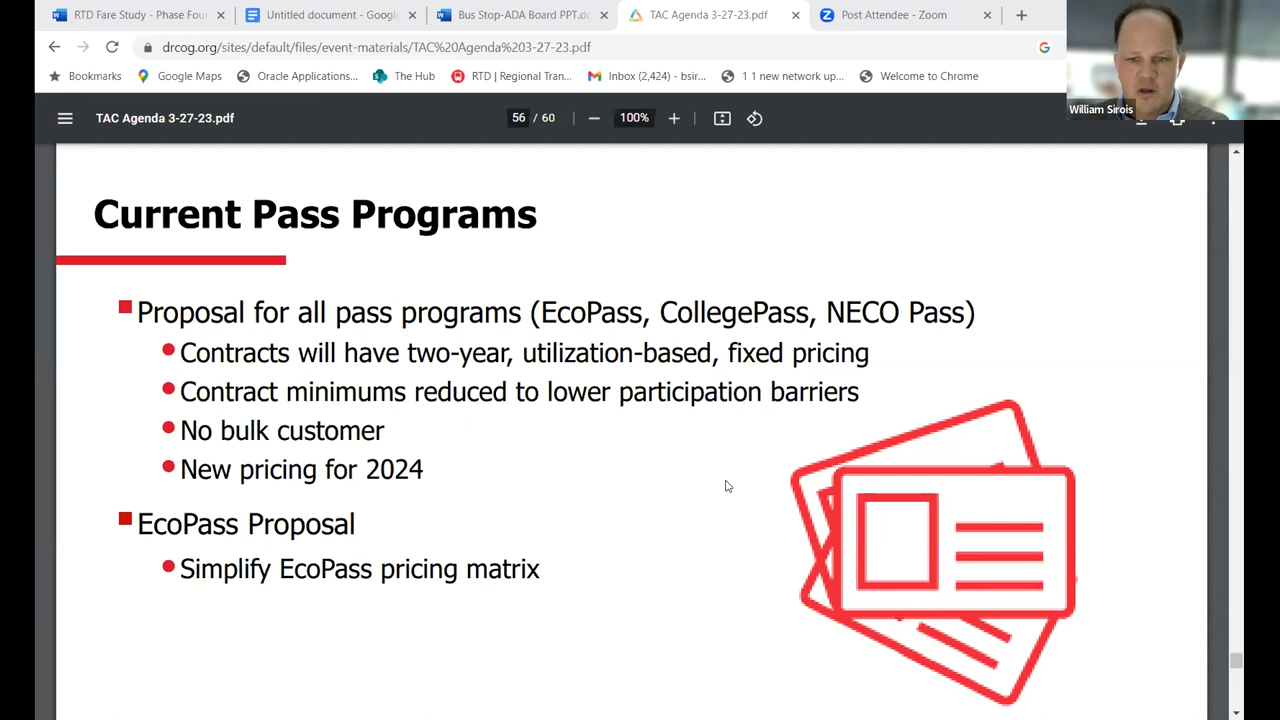 RTD Fare Study - Phase Four
Untitled document - Google
Bus Stop-ADA Board PPT.do
TAC Agenda 3-27-23.pdf
Post Attendee - Zoom
drcog.org/sites/default/files/event-materials/TAC%20Agenda%203-27-23.pdf
Bookmarks
Google Maps
Oracle Applications...
The Hub
RTD | Regional Tran...
Inbox (2,424) - bsir...
1 1 new network up...
Welcome to Chrome
William Sirois
TAC Agenda 3-27-23.pdf
56 / 60
100%
Current Pass Programs
Proposal for all pass programs (EcoPass, CollegePass, NECO Pass)
Contracts will have two-year, utilization-based, fixed pricing
Contract minimums reduced to lower participation barriers
No bulk customer
New pricing for 2024
EcoPass Proposal
Simplify EcoPass pricing matrix